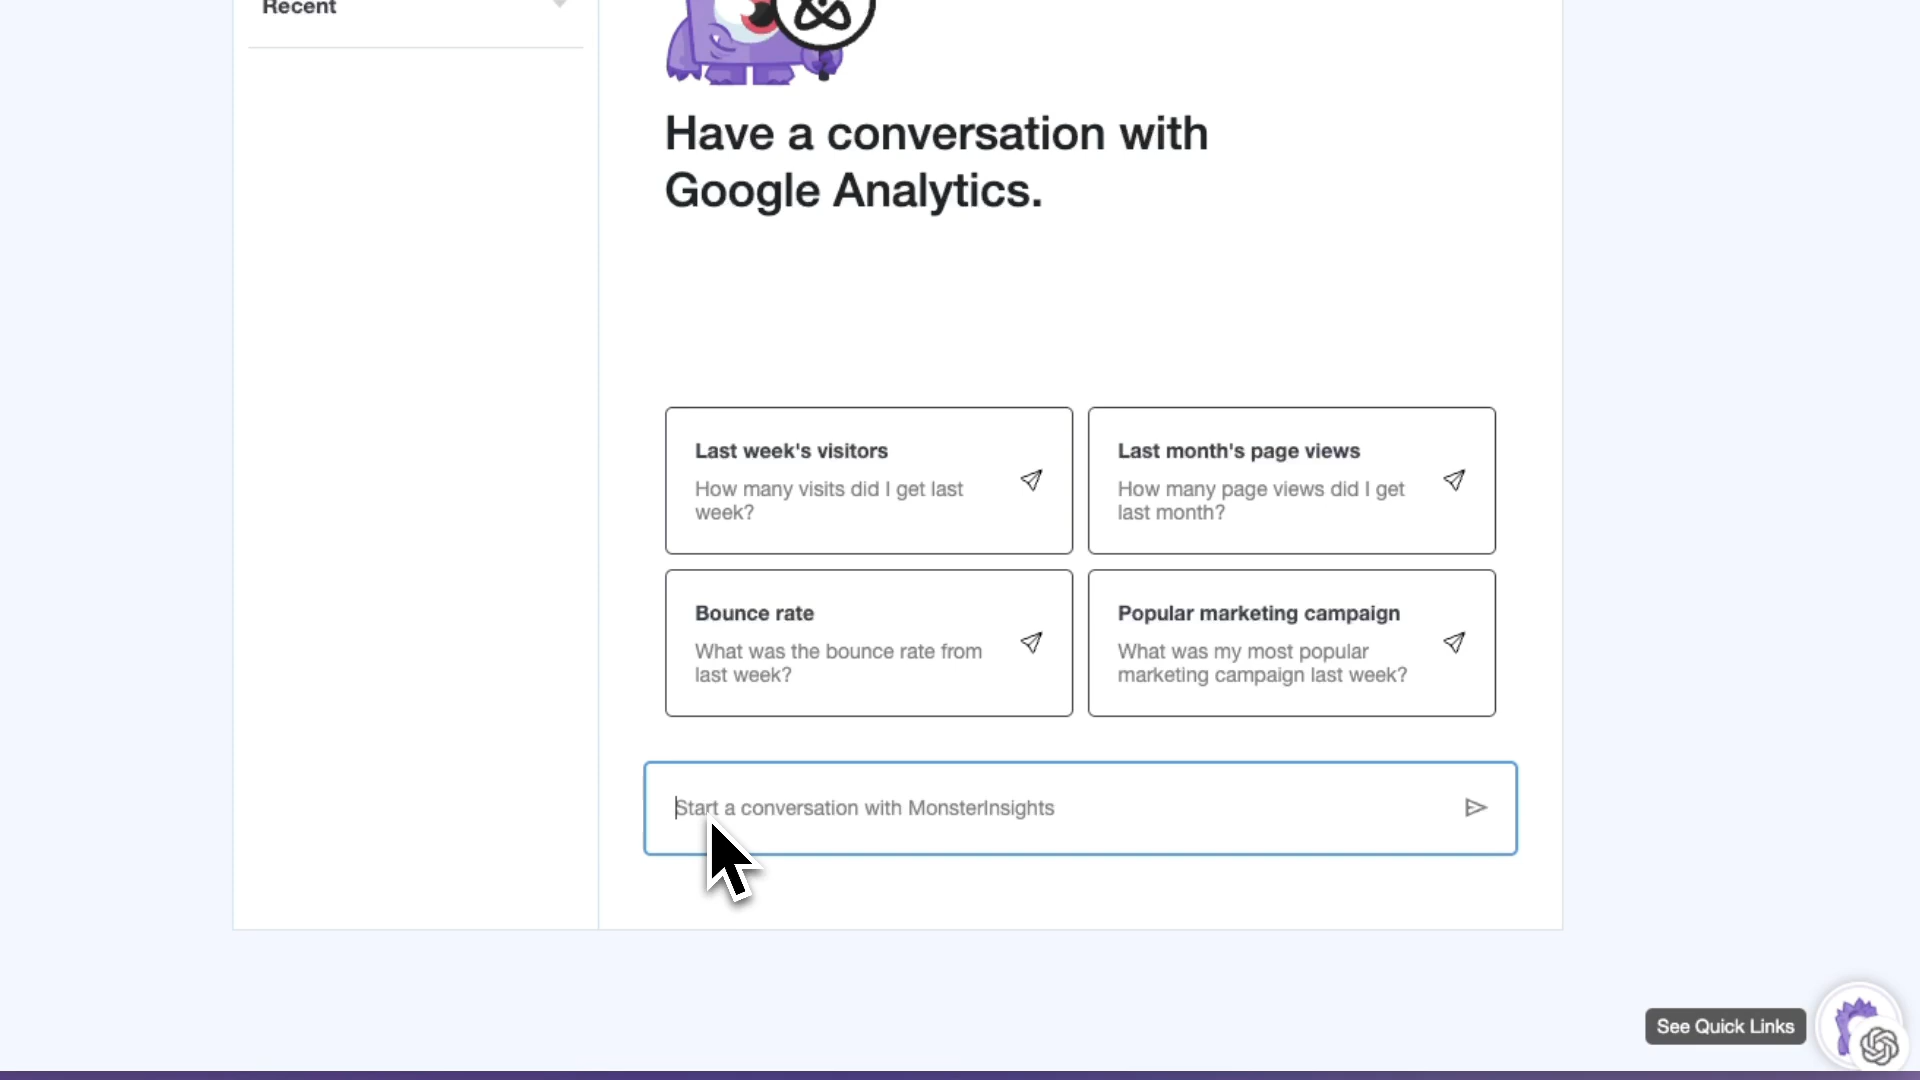 Recent
Have a conversation with
Google Analytics.
Last week's visitors
How many visits did I get last
week?
Last month's page views
How many page views did I get
last month?
Bounce rate
What was the bounce rate from
last week?
Popular marketing campaign
What was my most popular
marketing campaign last week?
Start a conversation with MonsterInsights
See Quick Links